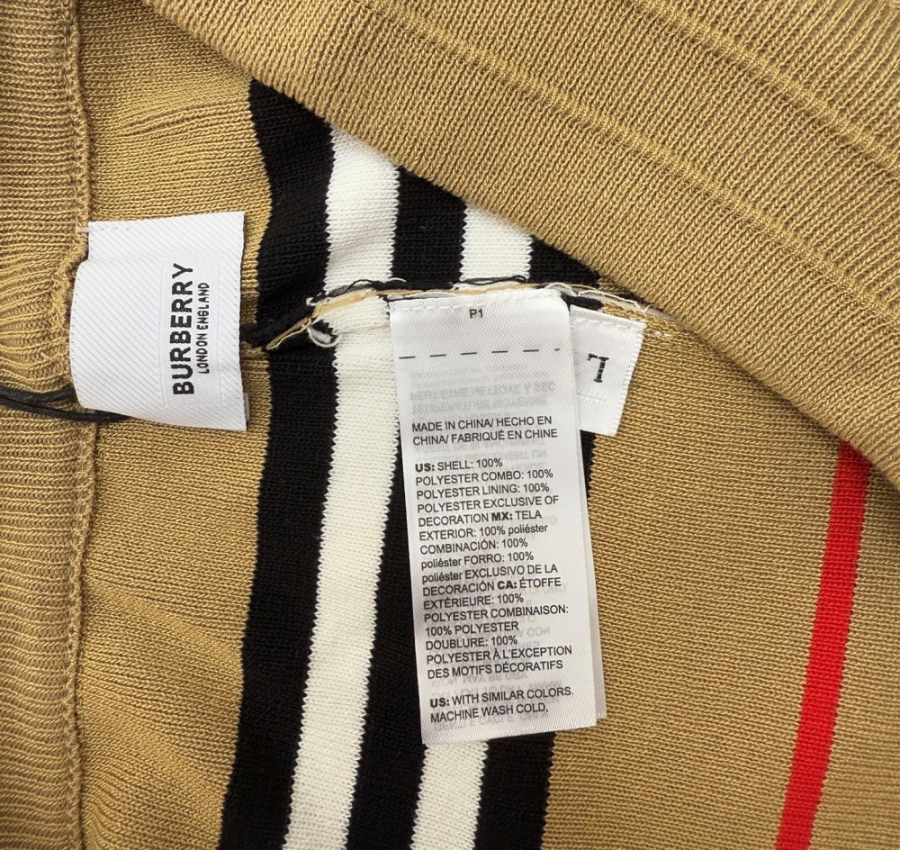 BURBERRY
LONDON ENGLAND
P1
L
MADE IN CHINA/ HECHO EN
CHINA/ FABRIQUÉ EN CHINE
US: SHELL: 100%
POLYESTER COMBO: 100%
POLYESTER LINING: 100%
POLYESTER EXCLUSIVE OF
DECORATION MX: TELA
EXTERIOR: 100% poliéster
COMBINACIÓN: 100%
poliéster FORRO: 100%
poliéster EXCLUSIVO DE LA
DECORACIÓN CA: ÉTOFFE
EXTÉRIEURE: 100%
POLYESTER COMBINAISON:
100% POLYESTER
DOUBLURE: 100%
POLYESTER À L'EXCEPTION
DES MOTIFS DÉCORATIFS
US: WITH SIMILAR COLORS.
MACHINE WASH COLD,